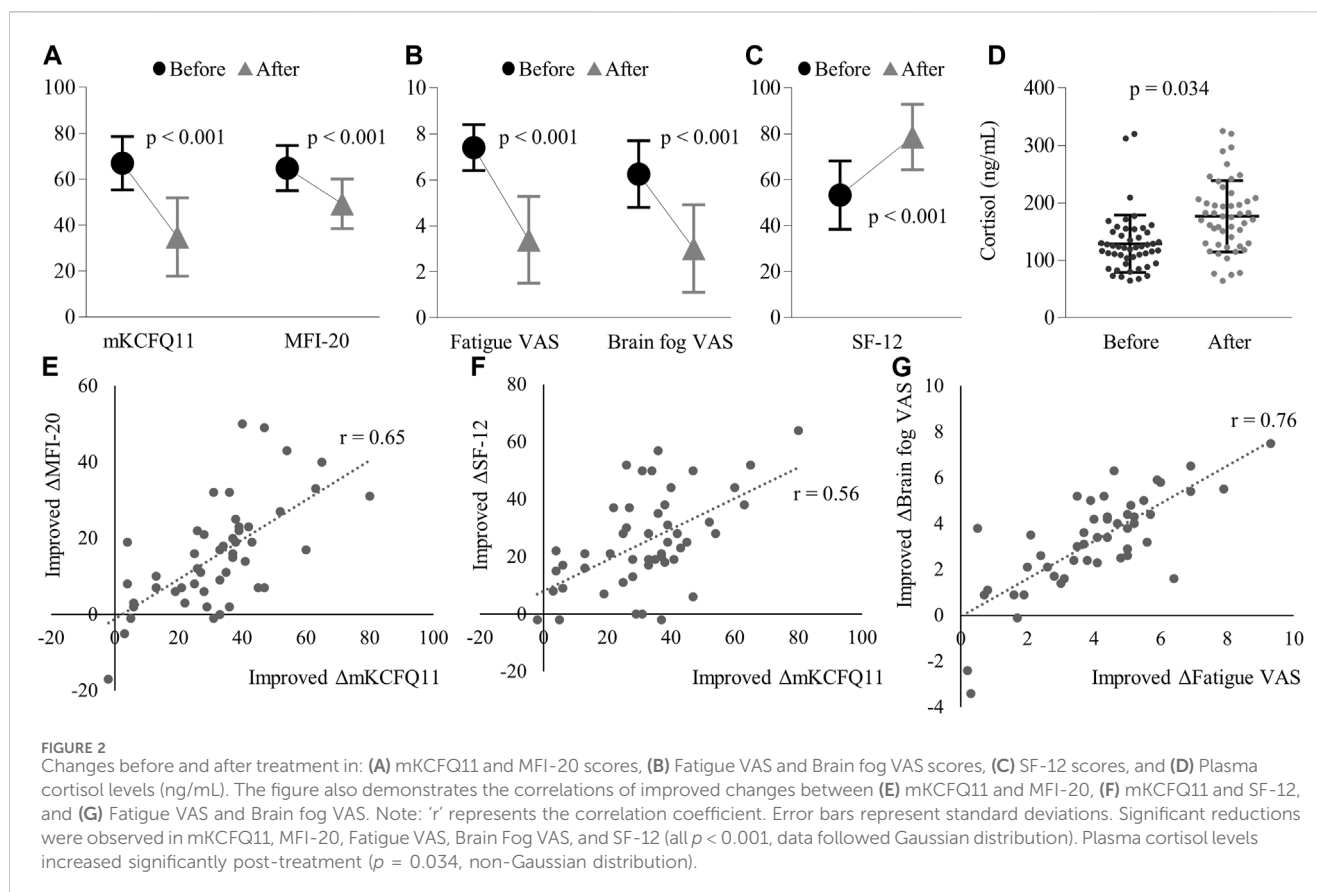 A
Before After
100
80
60
40
20
0
p < 0.001
p < 0.001
mKCFQ11
MFI-20
B
Before After
10
8
6
4
2
0
p < 0.001
p < 0.001
Fatigue VAS
Brain fog VAS
C
Before After
100
80
60
40
20
0
p < 0.001
SF-12
D
p = 0.034
Cortisol (ng/mL)
400
300
200
100
0
Before
After
E
Improved ΔMFI-20
60
40
20
0
-20
r = 0.65
-20 0 20 40 60 80 100
Improved ΔmKCFQ11
F
Improved ΔSF-12
80
60
40
20
0
-20
r = 0.56
-20 0 20 40 60 80 100
Improved ΔmKCFQ11
G
Improved ΔBrain fog VAS
10
8
6
4
2
0
-2
-4
r = 0.76
0 2 4 6 8 10
Improved ΔFatigue VAS
FIGURE 2
Changes before and after treatment in: (A) mKCFQ11 and MFI-20 scores, (B) Fatigue VAS and Brain fog VAS scores, (C) SF-12 scores, and (D) Plasma
cortisol levels (ng/mL). The figure also demonstrates the correlations of improved changes between (E) mKCFQ11 and MFI-20, (F) mKCFQ11 and SF-12,
and (G) Fatigue VAS and Brain fog VAS. Note: ‘r’ represents the correlation coefficient. Error bars represent standard deviations. Significant reductions
were observed in mKCFQ11, MFI-20, Fatigue VAS, Brain Fog VAS, and SF-12 (all p < 0.001, data followed Gaussian distribution). Plasma cortisol levels
increased significantly post-treatment (p = 0.034, non-Gaussian distribution).